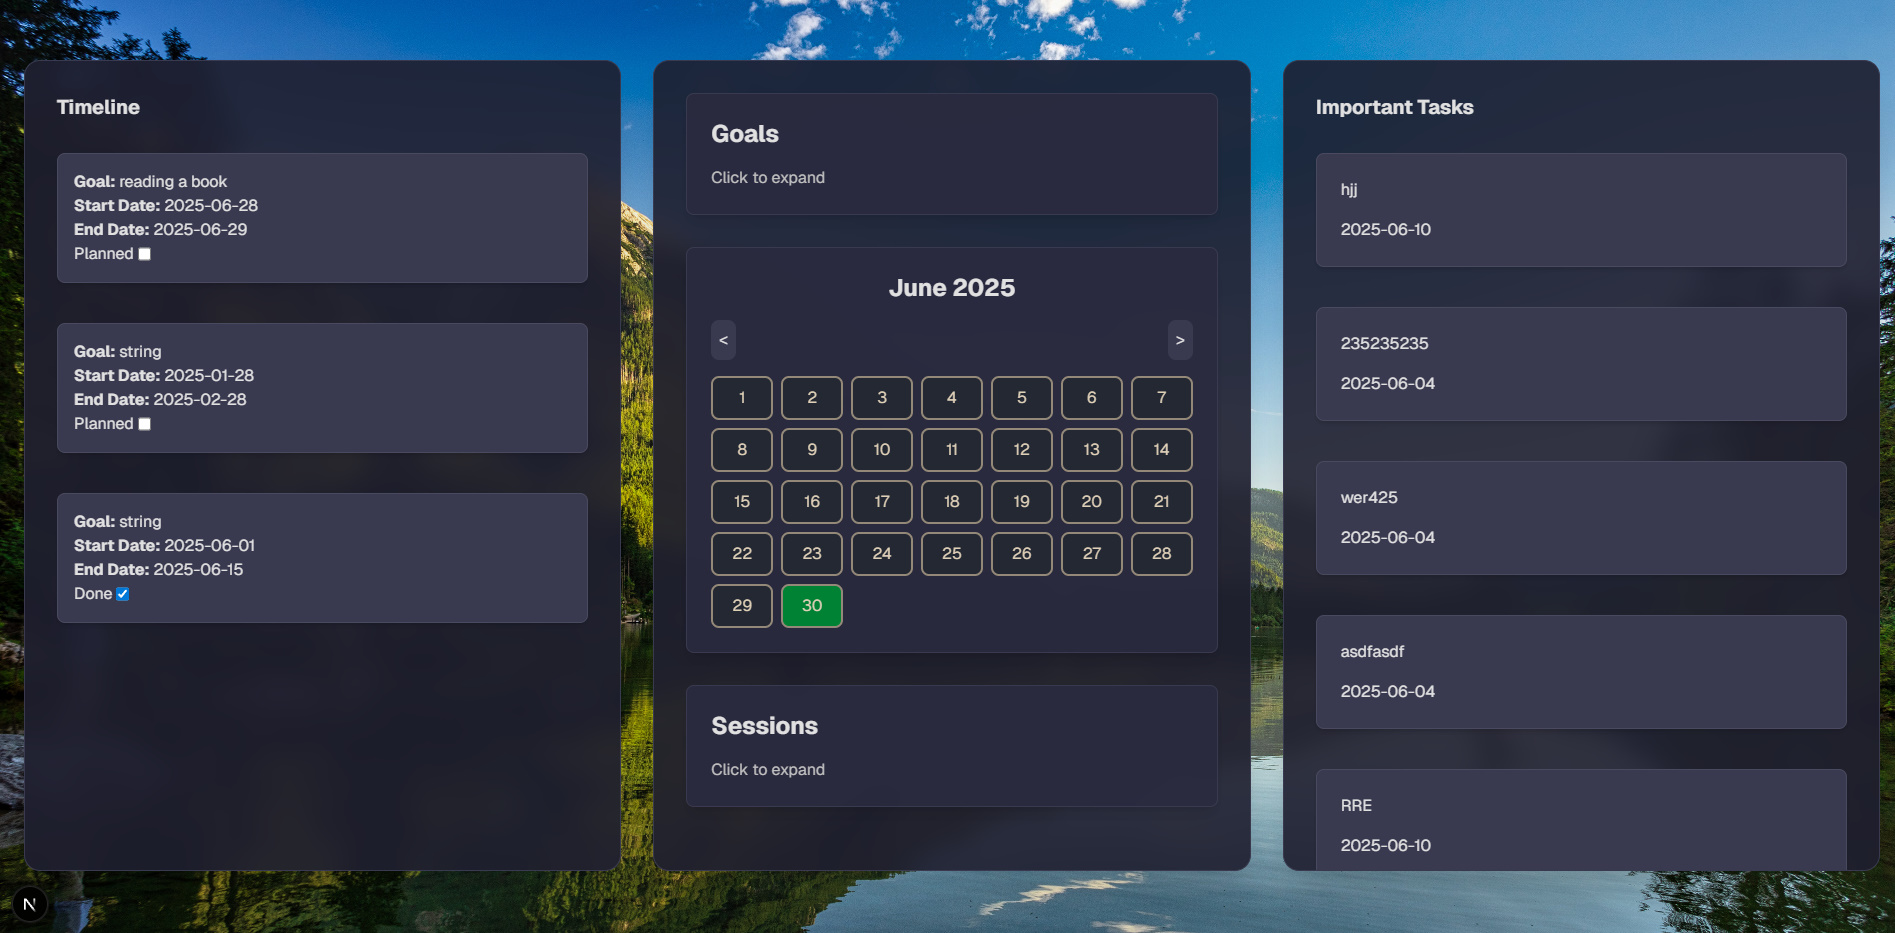 Timeline
Goal: reading a book
Start Date: 2025-06-28
End Date: 2025-06-29
Planned
Goal: string
Start Date: 2025-01-28
End Date: 2025-02-28
Planned
Goal: string
Start Date: 2025-06-01
End Date: 2025-06-15
Done
Goals
Click to expand
June 2025
< >
1 2 3 4 5 6 7
8 9 10 11 12 13 14
15 16 17 18 19 20 21
22 23 24 25 26 27 28
29 30
Sessions
Click to expand
Important Tasks
hjj
2025-06-10
235235235
2025-06-04
wer425
2025-06-04
asdfasdf
2025-06-04
RRE
2025-06-10
N